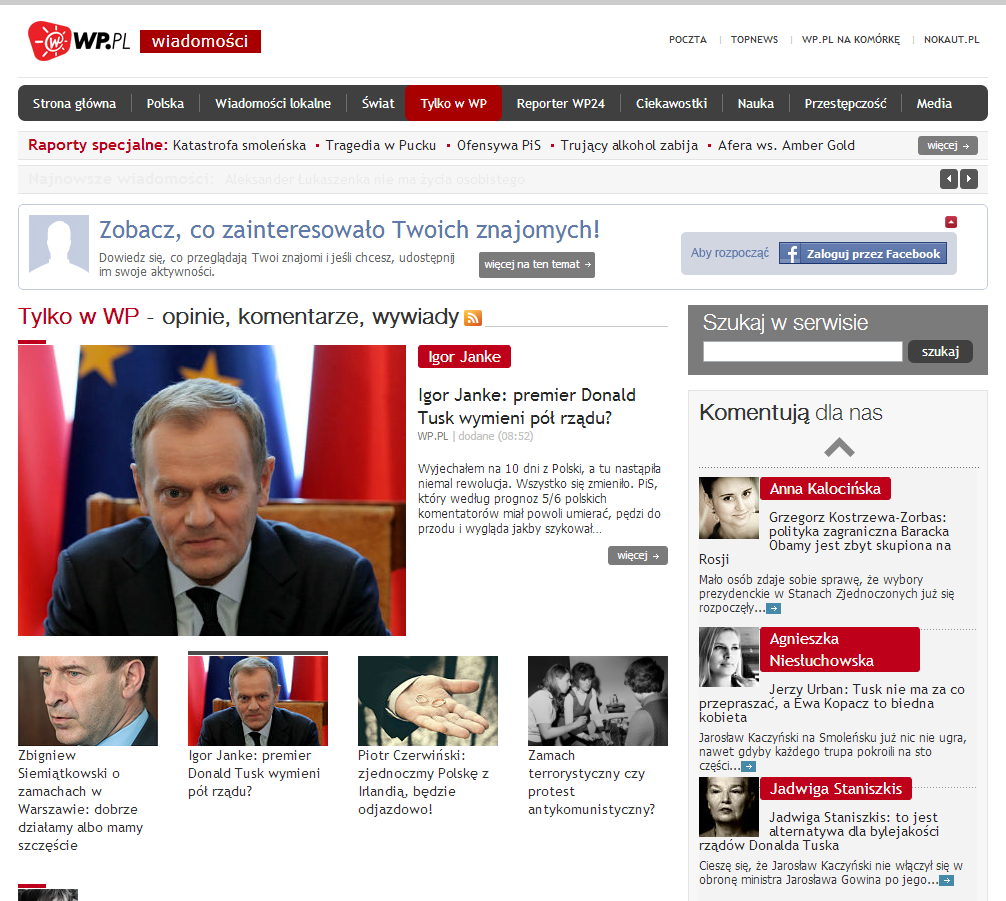 WP.PL wiadomości
POCZTA | TOPNEWS | WP.PL NA KOMÓRKĘ | NOKAUT.PL
Strona główna Polska Wiadomości lokalne Świat Tylko w WP Reporter WP24 Ciekawostki Nauka Przestępczość Media
Raporty specjalne: Katastrofa smoleńska • Tragedia w Pucku • Ofensywa PiS • Trujący alkohol zabija • Afera ws. Amber Gold więcej →
Najnowsze wiadomości: Aleksander Łukaszenka nie ma życia osobistego
Zobacz, co zainteresowało Twoich znajomych!
Dowiedz się, co przeglądają Twoi znajomi i jeśli chcesz, udostępnij
im swoje aktywności.
więcej na ten temat →
Aby rozpocząć f Zaloguj przez Facebook
Tylko w WP - opinie, komentarze, wywiady
Igor Janke
Igor Janke: premier Donald
Tusk wymieni pół rządu?
WP.PL | dodane (08:52)
Wyjechałem na 10 dni z Polski, a tu nastąpiła
niemal rewolucja. Wszystko się zmieniło. PiS,
który według prognoz 5/6 polskich
komentatorów miał powoli umierać, pędzi do
przodu i wygląda jakby szykował...
więcej →
Zbigniew
Siemiątkowski o
zamachach w
Warszawie: dobrze
działamy albo mamy
szczęście
Igor Janke: premier
Donald Tusk wymieni
pół rządu?
Piotr Czerwiński:
zjednoczmy Polskę z
Irlandią, będzie
odjazdowo!
Zamach
terrorystyczny czy
protest
antykomunistyczny?
Szukaj w serwisie
szukaj
Komentują dla nas
Anna Kalocińska
Grzegorz Kostrzewa-Zorbas:
polityka zagraniczna Baracka
Obamy jest zbyt skupiona na
Rosji
Mało osób zdaje sobie sprawę, że wybory
prezydenckie w Stanach Zjednoczonych już się
rozpoczęły...→
Agnieszka
Niesłuchowska
Jerzy Urban: Tusk nie ma za co
przepraszać, a Ewa Kopacz to biedna
kobieta
Jarosław Kaczyński na Smoleńsku już nic nie ugra,
nawet gdyby każdego trupa pokroili na sto
części...→
Jadwiga Staniszkis
Jadwiga Staniszkis: to jest
alternatywa dla bylejakości
rządów Donalda Tuska
Cieszę się, że Jarosław Kaczyński nie włączył się w
obronę ministra Jarosława Gowina po jego...→